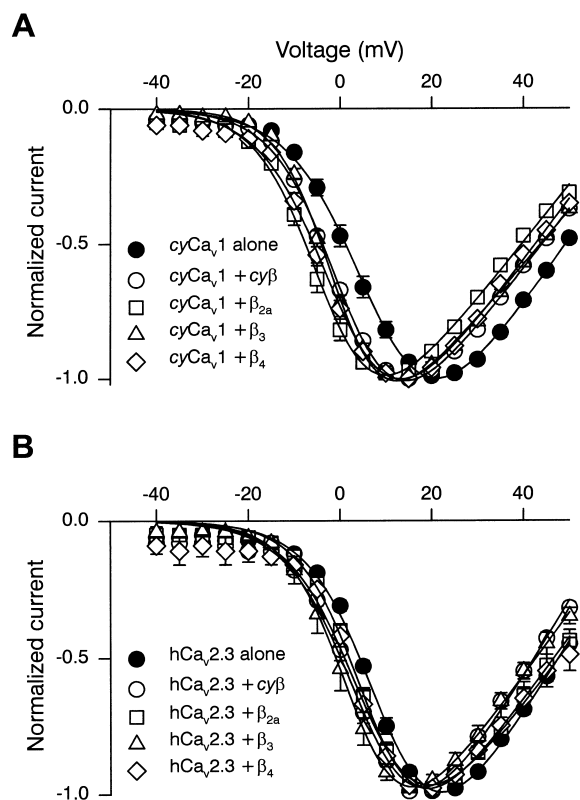 A
Voltage (mV)
-40 -20 0 20 40
0.0
-0.5
-1.0
Normalized current
cyCav1 alone
cyCav1 + cyβ
cyCav1 + β2a
cyCav1 + β3
cyCav1 + β4
B
-40 -20 0 20 40
0.0
-0.5
-1.0
Normalized current
hCav2.3 alone
hCav2.3 + cyβ
hCav2.3 + β2a
hCav2.3 + β3
hCav2.3 + β4